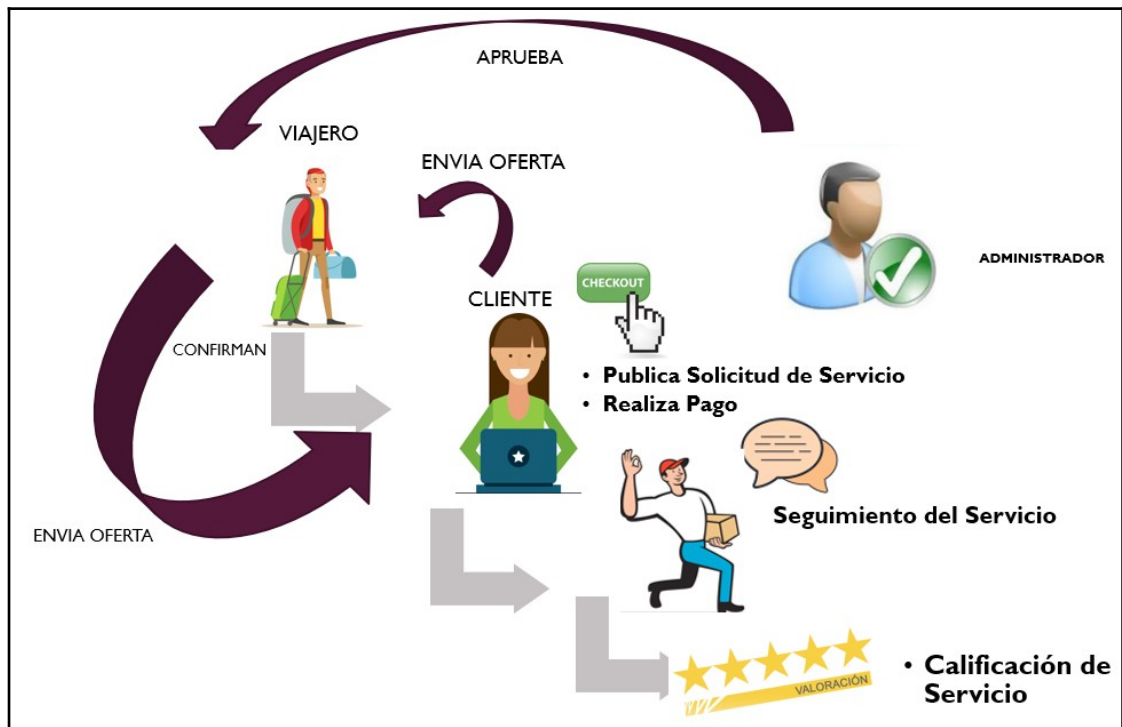 APRUEBA
VIAJERO
ENVIA OFERTA
ADMINISTRADOR
CHECKOUT
CLIENTE
CONFIRMAN
• Publica Solicitud de Servicio
• Realiza Pago
Seguimiento del Servicio
ENVIA OFERTA
VALORACIÓN
• Calificación de
Servicio